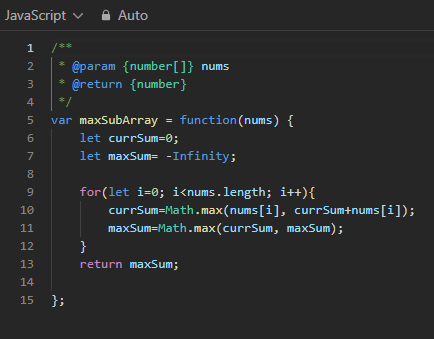 JavaScript Auto
1 /**
2 * @param {number[]} nums
3 * @return {number}
4 */
5 var maxSubArray = function(nums) {
6 let currSum=0;
7 let maxSum= -Infinity;
8
9 for(let i=0; i<nums.length; i++){
10 currSum=Math.max(nums[i], currSum+nums[i]);
11 maxSum=Math.max(currSum, maxSum);
12 }
13 return maxSum;
14
15 };